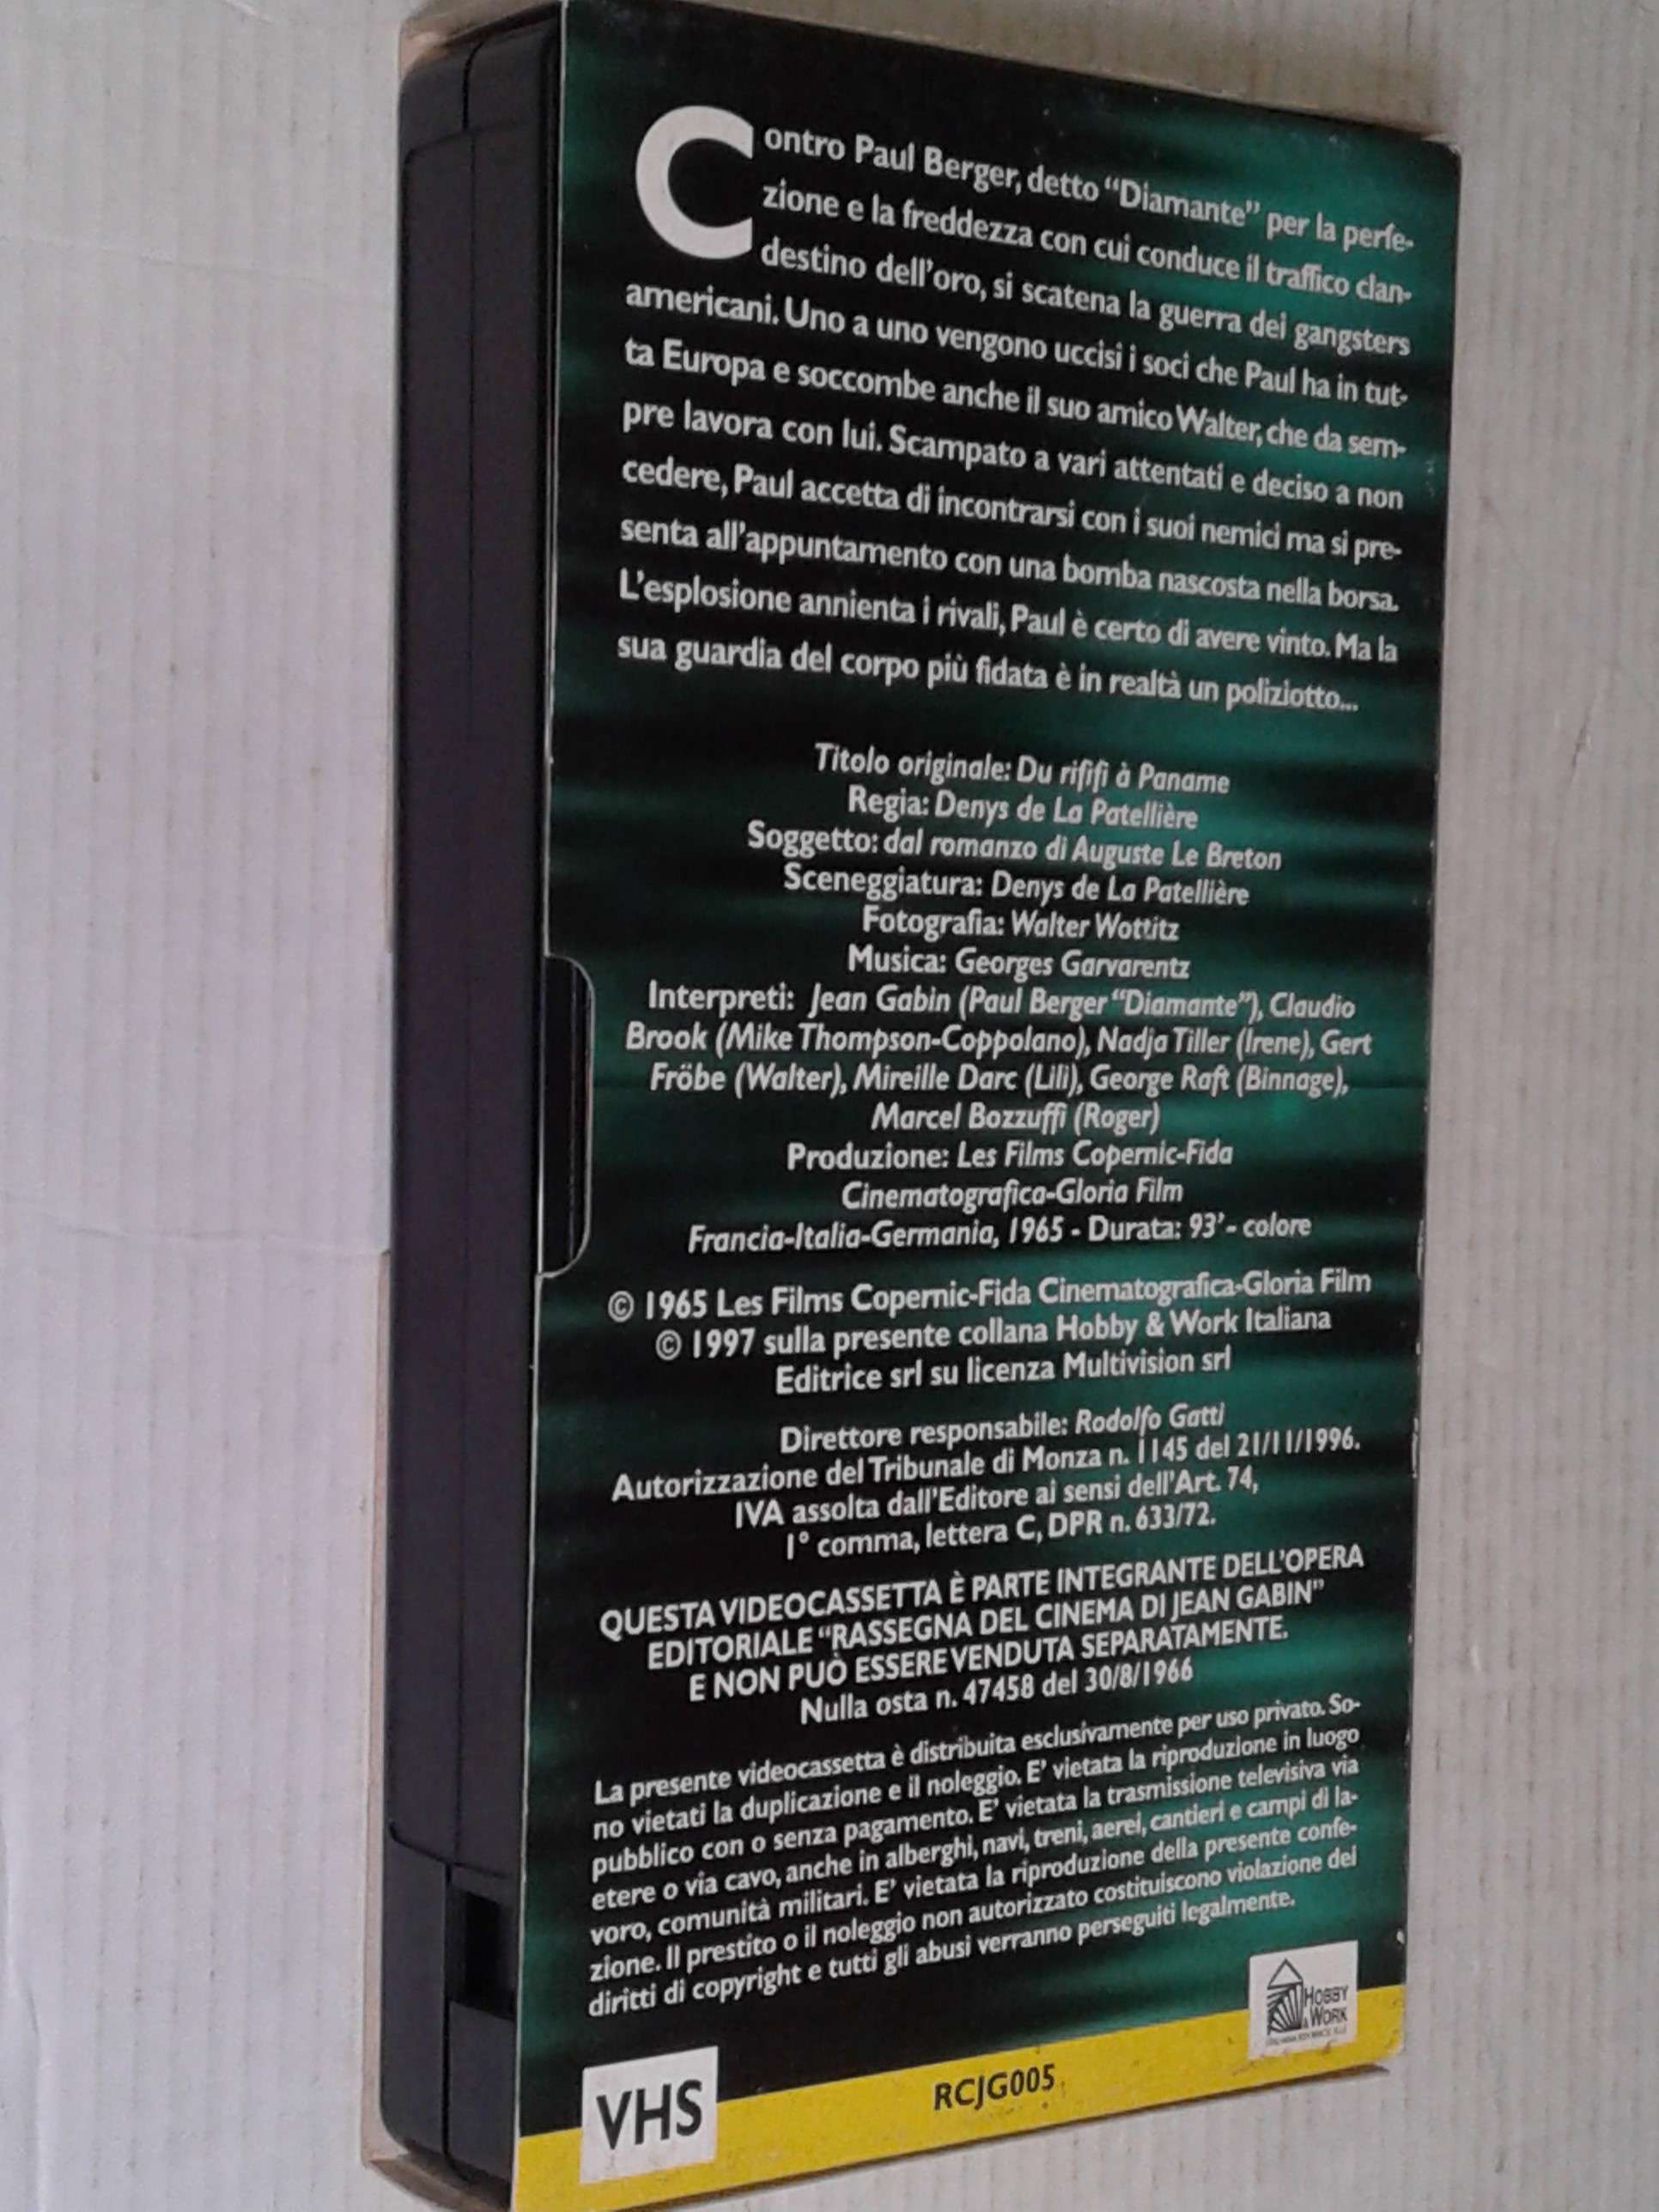 Contro Paul Berger, detto “Diamante” per la perfe-
zione e la freddezza con cui conduce il traffico clan-
destino dell'oro, si scatena la guerra dei gangsters
americani. Uno a uno vengono uccisi i soci che Paul ha in tut-
ta Europa e soccombe anche il suo amico Walter, che da sem-
pre lavora con lui. Scampato a vari attentati e deciso a non
cedere, Paul accetta di incontrarsi con i suoi nemici ma si pre-
senta all'appuntamento con una bomba nascosta nella borsa.
L'esplosione annienta i rivali, Paul è certo di avere vinto. Ma la
sua guardia del corpo più fidata è in realtà un poliziotto...
Titolo originale: Du rififi à Paname
Regia: Denys de La Patellière
Soggetto: dal romanzo di Auguste Le Breton
Sceneggiatura: Denys de La Patellière
Fotografia: Walter Wottitz
Musica: Georges Garvarentz
Interpreti: Jean Gabin (Paul Berger “Diamante”), Claudio
Brook (Mike Thompson-Coppolano), Nadja Tiller (Irene), Gert
Fröbe (Walter), Mireille Darc (Lili), George Raft (Binnage),
Marcel Bozzuffi (Roger)
Produzione: Les Films Copernic-Fida
Cinematografica-Gloria Film
Francia-Italia-Germania, 1965 - Durata: 93' - colore
© 1965 Les Films Copernic-Fida Cinematografica-Gloria Film
© 1997 sulla presente collana Hobby & Work Italiana
Editrice srl su licenza Multivision srl
Direttore responsabile: Rodolfo Gatti
Autorizzazione del Tribunale di Monza n. 1145 del 21/11/1996.
IVA assolta dall'Editore ai sensi dell'Art. 74,
1° comma, lettera C, DPR n. 633/72.
QUESTA VIDEOCASSETTA È PARTE INTEGRANTE DELL'OPERA
EDITORIALE “RASSEGNA DEL CINEMA DI JEAN GABIN”
E NON PUÒ ESSERE VENDUTA SEPARATAMENTE.
Nulla osta n. 47458 del 30/8/1966
La presente videocassetta è distribuita esclusivamente per uso privato. So-
no vietati la duplicazione e il noleggio. E' vietata la riproduzione in luogo
pubblico con o senza pagamento. E' vietata la trasmissione televisiva via
etere o via cavo, anche in alberghi, navi, treni, aerei, cantieri e campi di la-
voro, comunità militari. E' vietata la riproduzione della presente confe-
zione. Il prestito o il noleggio non autorizzato costituiscono violazione dei
diritti di copyright e tutti gli abusi verranno perseguiti legalmente.
HOBBY
& WORK
VHS
RCJG005